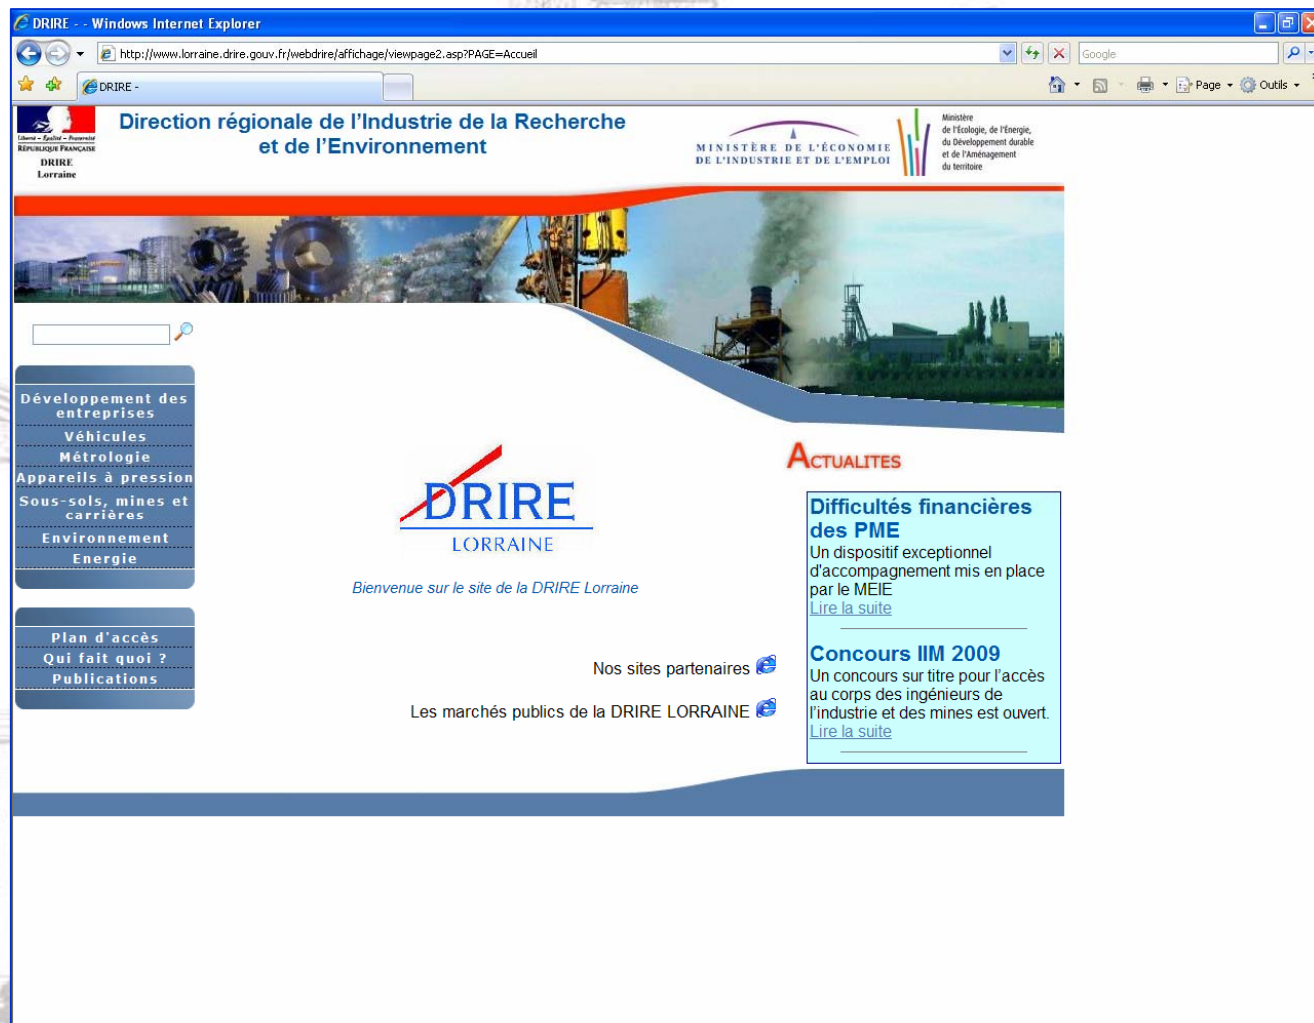 DRIRE - - Windows Internet Explorer
http://www.lorraine.drire.gouv.fr/webdrire/affichage/viewpage2.asp?PAGE=Accueil
Google
DRIRE -
Page
Outils
Liberté • Égalité • Fraternité
RÉPUBLIQUE FRANÇAISE
DRIRE
Lorraine
Direction régionale de l'Industrie de la Recherche
et de l'Environnement
MINISTÈRE DE L'ÉCONOMIE
DE L'INDUSTRIE ET DE L'EMPLOI
Ministère
de l'Écologie, de l'Énergie,
du Développement durable
et de l'Aménagement
du territoire
Développement des
entreprises
Véhicules
Métrologie
Appareils à pression
Sous-sols, mines et
carrières
Environnement
Energie
Plan d'accès
Qui fait quoi ?
Publications
DRIRE
LORRAINE
Bienvenue sur le site de la DRIRE Lorraine
Nos sites partenaires
Les marchés publics de la DRIRE LORRAINE
ACTUALITES
Difficultés financières
des PME
Un dispositif exceptionnel
d'accompagnement mis en place
par le MEIE
Lire la suite
Concours IIM 2009
Un concours sur titre pour l'accès
au corps des ingénieurs de
l'industrie et des mines est ouvert.
Lire la suite